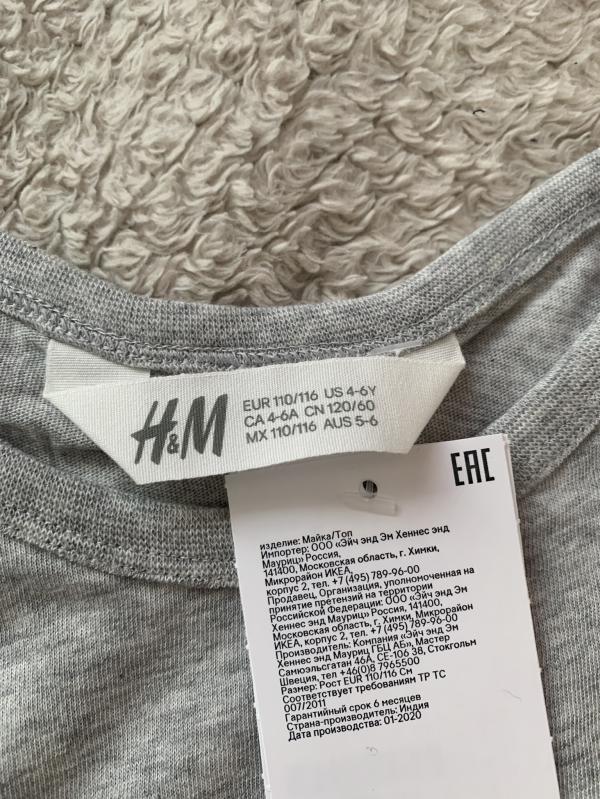 H&M
EUR 110/116 US 4-6Y
CA 4-6A CN 120/60
MX 110/116 AUS 5-6
EAC
изделие: Майка/Топ
Импортер: ООО «Эйч энд Эм Хеннес энд
Мауриц» Россия,
141400, Московская область, г. Химки,
Микрорайон ИКЕА,
корпус 2, тел. +7 (495) 789-96-00
Продавец, Организация, уполномоченная на
принятие претензий на территории
Российской Федерации: ООО «Эйч энд Эм
Хеннес энд Мауриц» Россия, 141400,
Московская область, г. Химки, Микрорайон
ИКЕА, корпус 2, тел. +7 (495) 789-96-00
Производитель: Компания «Эйч энд Эм
Хеннес энд Мауриц ГБЦ АБ», Мастер
Самюэльсгатан 46А, СЕ-106 38, Стокгольм
Швеция, тел +46(0)8 7965500
Размер: Рост EUR 110/116 См
Соответствует требованиям ТР ТС
007/2011
Гарантийный срок 6 месяцев
Страна-производитель: Индия
Дата производства: 01-2020